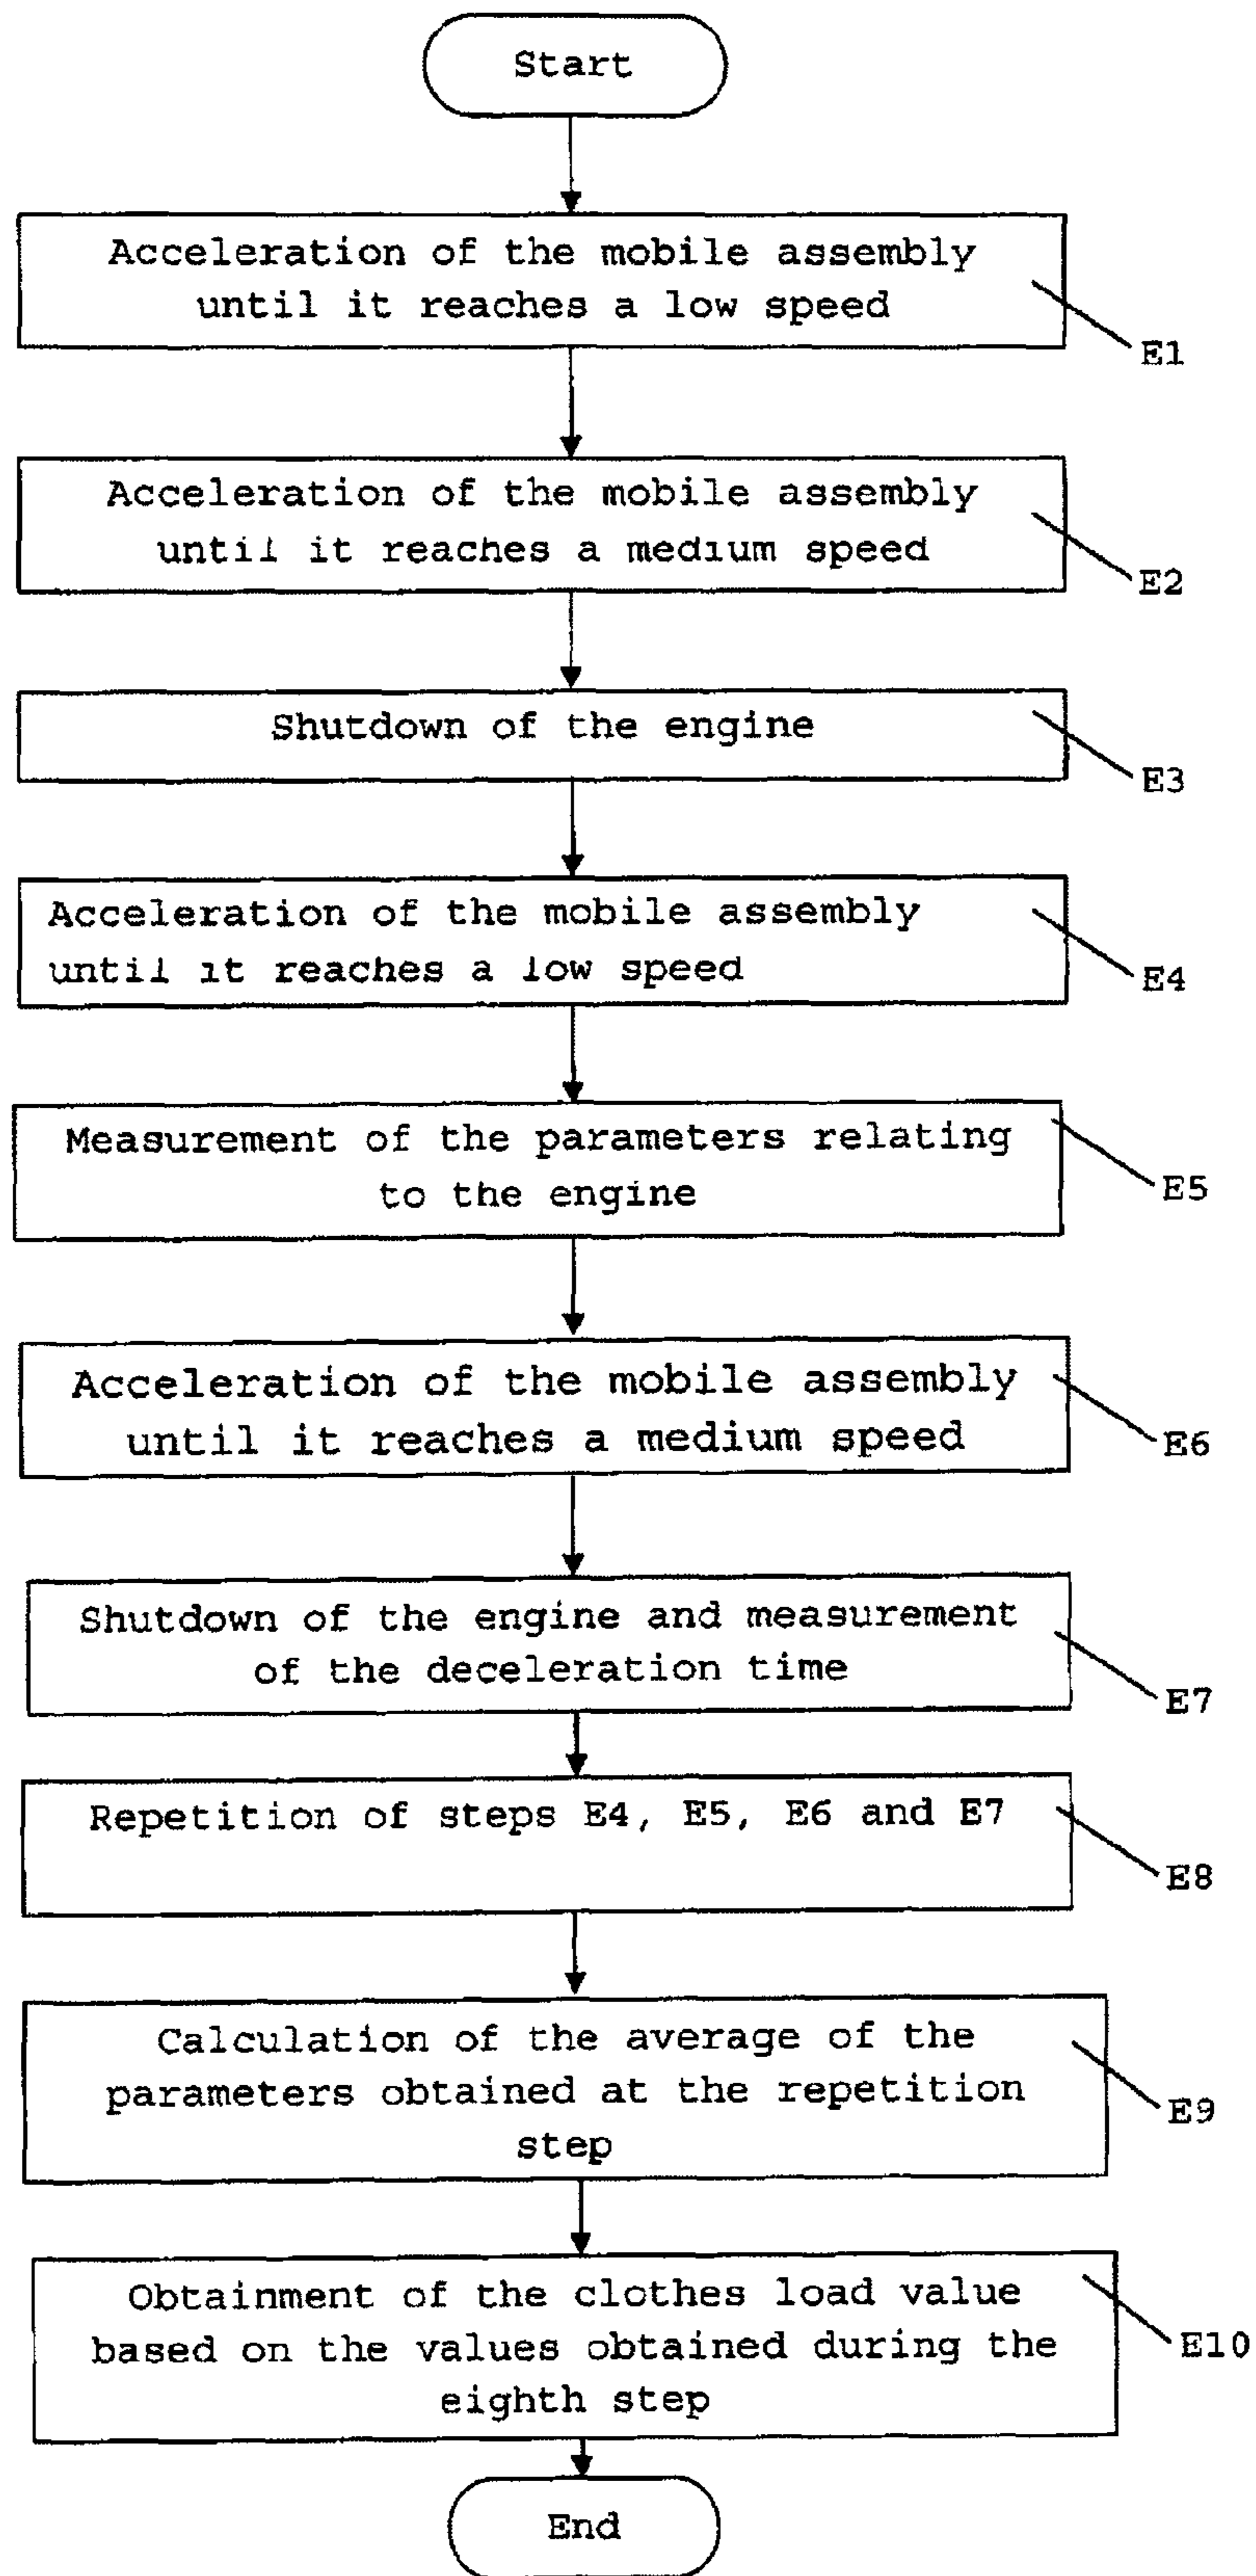 Start
Acceleration of the mobile assembly
until it reaches a low speed
E1
Acceleration of the mobile assembly
until it reaches a medium speed
E2
Shutdown of the engine
E3
Acceleration of the mobile assembly
until it reaches a low speed
E4
Measurement of the parameters relating
to the engine
E5
Acceleration of the mobile assembly
until it reaches a medium speed
E6
Shutdown of the engine and measurement
of the deceleration time
E7
Repetition of steps E4, E5, E6 and E7
E8
Calculation of the average of the
parameters obtained at the repetition
step
E9
Obtainment of the clothes load value
based on the values obtained during the
eighth step
E10
End